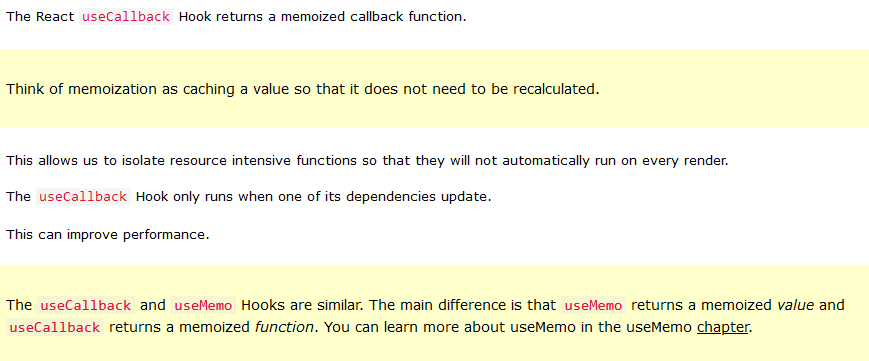 The React useCallback Hook returns a memoized callback function.
Think of memoization as caching a value so that it does not need to be recalculated.
This allows us to isolate resource intensive functions so that they will not automatically run on every render.
The useCallback Hook only runs when one of its dependencies update.
This can improve performance.
The useCallback and useMemo Hooks are similar. The main difference is that useMemo returns a memoized value and
useCallback returns a memoized function. You can learn more about useMemo in the useMemo chapter.